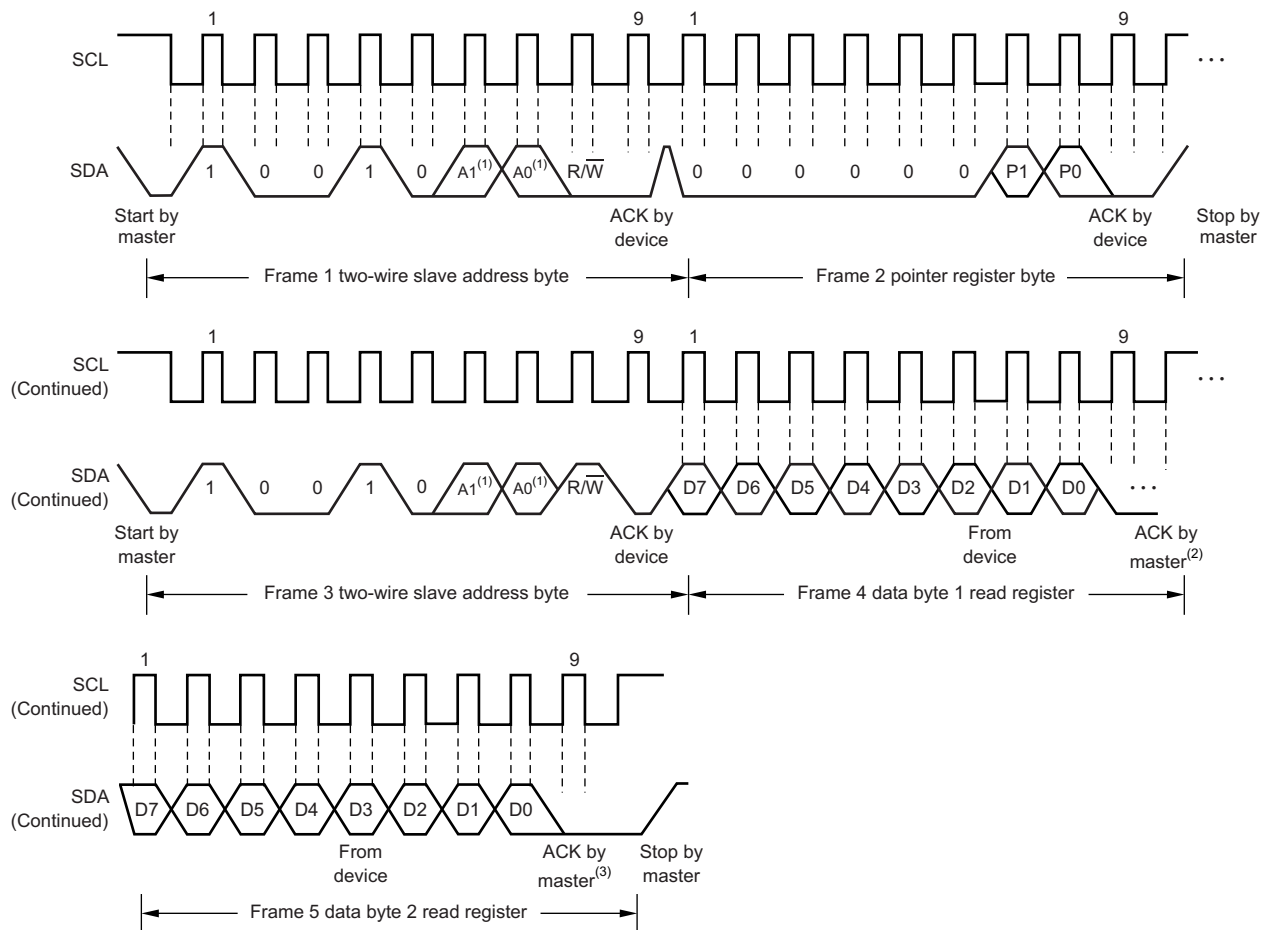 1 9 1 9
SCL ...
SDA 1 0 0 1 0 A1(1) A0(1) R/W̅ 0 0 0 0 0 0 P1 P0
Start by master ACK by device ACK by device Stop by master
Frame 1 two-wire slave address byte Frame 2 pointer register byte
1 9 1 9
SCL (Continued) ...
SDA (Continued) 1 0 0 1 0 A1(1) A0(1) R/W̅ D7 D6 D5 D4 D3 D2 D1 D0 ...
Start by master ACK by device From device ACK by master(2)
Frame 3 two-wire slave address byte Frame 4 data byte 1 read register
1 9
SCL (Continued)
SDA (Continued) D7 D6 D5 D4 D3 D2 D1 D0
From device ACK by master(3) Stop by master
Frame 5 data byte 2 read register